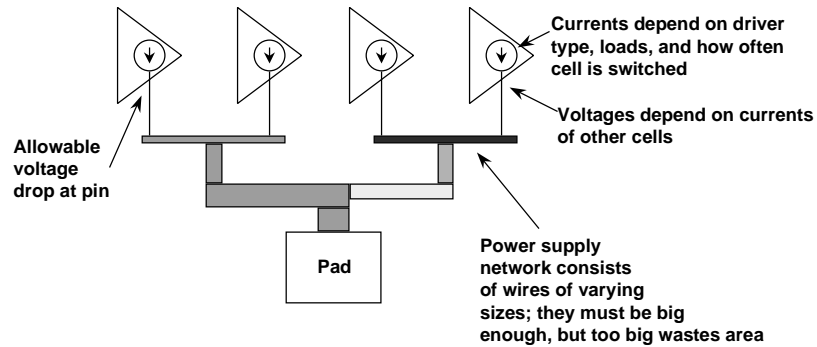 Currents depend on driver
type, loads, and how often
cell is switched
Voltages depend on currents
of other cells
Allowable
voltage
drop at pin
Power supply
network consists
of wires of varying
sizes; they must be big
enough, but too big wastes area
Pad